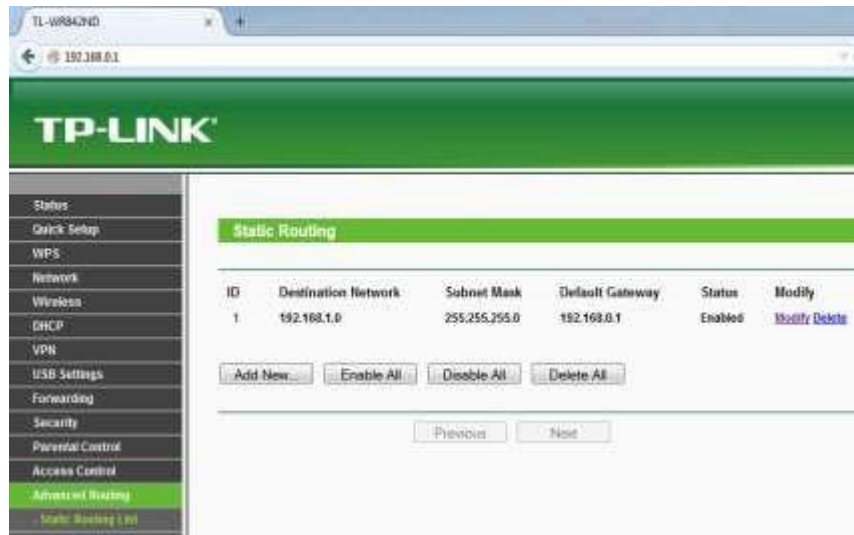 TL-WR842ND
192.168.0.1
TP-LINK
Status
Quick Setup
WPS
Network
Wireless
DHCP
VPN
USB Settings
Forwarding
Security
Parental Control
Access Control
Advanced Routing
- Static Routing List
Static Routing
ID Destination Network Subnet Mask Default Gateway Status Modify
1 192.168.1.0 255.255.255.0 192.168.0.1 Enabled Modify Delete
Add New... Enable All Disable All Delete All
Previous Next